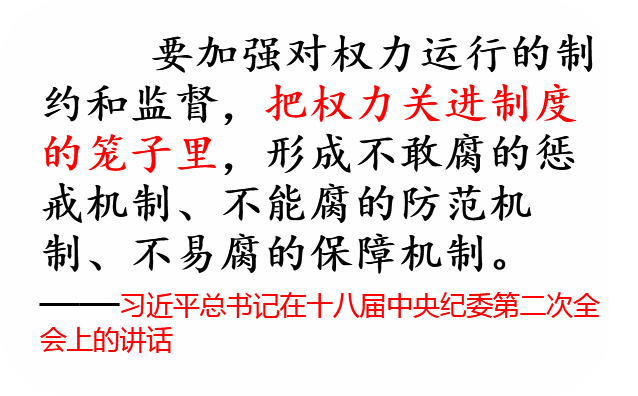 要加强对权力运行的制
约和监督，把权力关进制度
的笼子里，形成不敢腐的惩
戒机制、不能腐的防范机
制、不易腐的保障机制。
———习近平总书记在十八届中央纪委第二次全
会上的讲话